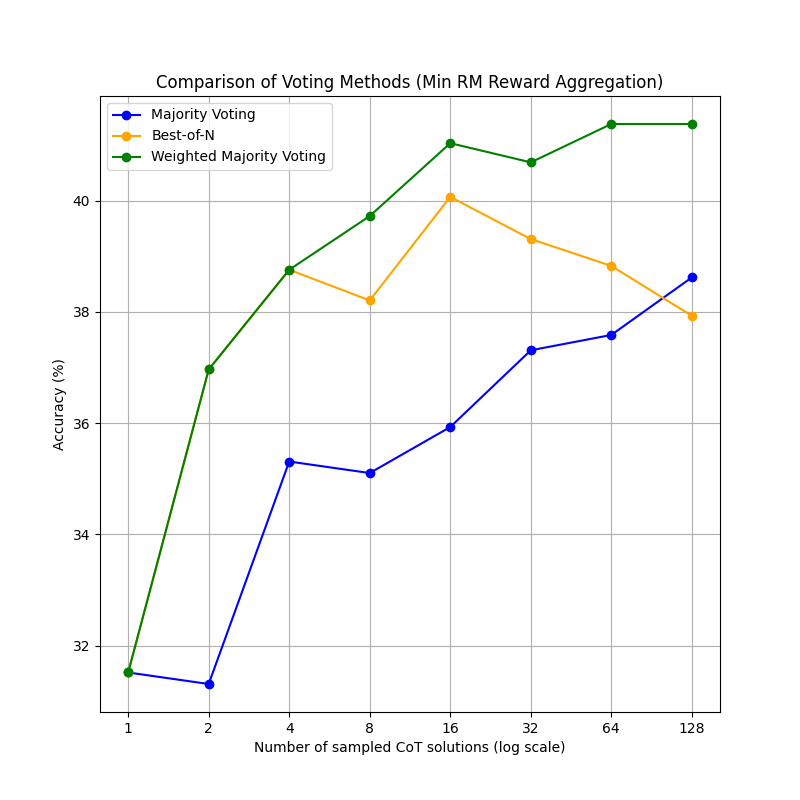 Comparison of Voting Methods (Min RM Reward Aggregation)
Majority Voting
Best-of-N
Weighted Majority Voting
Accuracy (%)
40
38
36
34
32
1 2 4 8 16 32 64 128
Number of sampled CoT solutions (log scale)